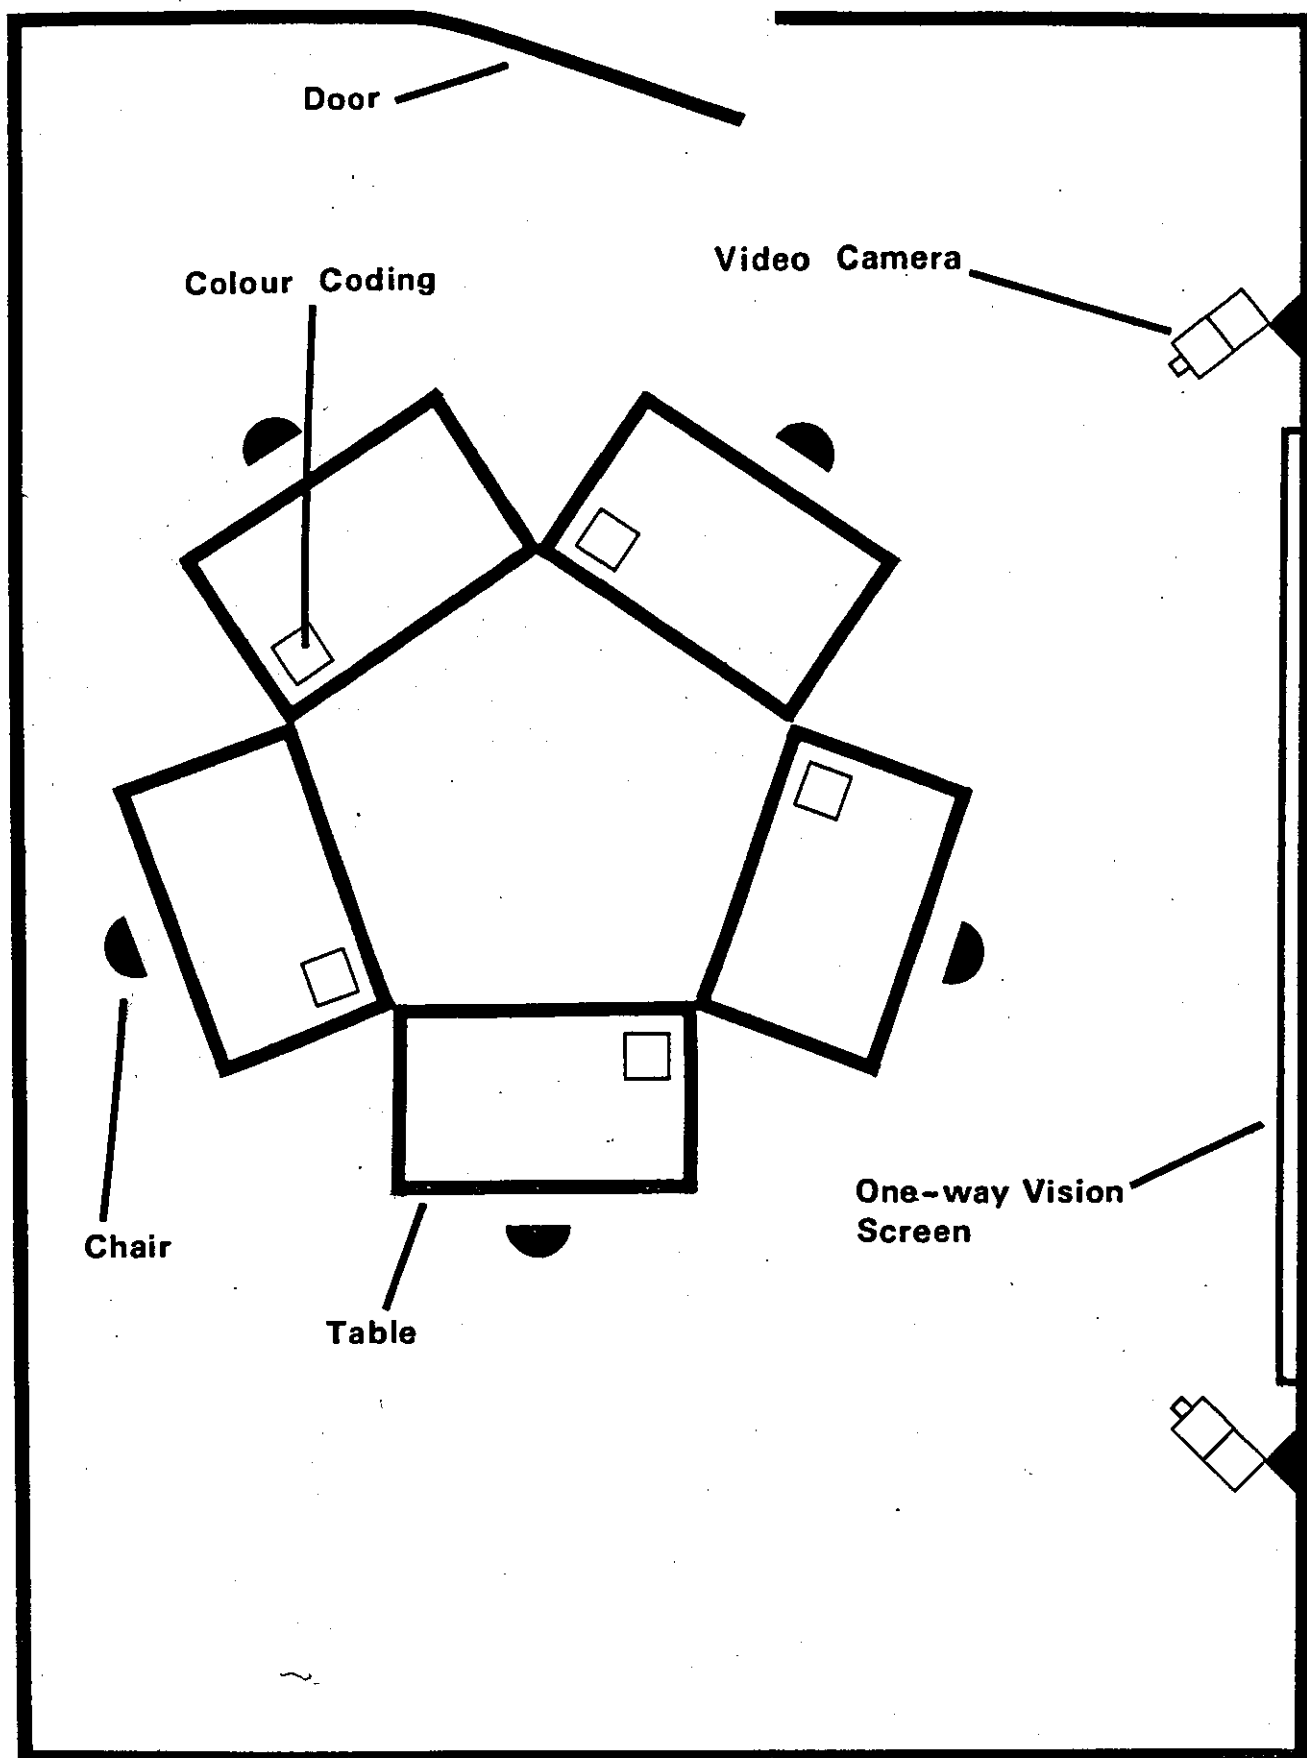 Door
Video Camera
Colour Coding
One-way Vision
Screen
Chair
Table